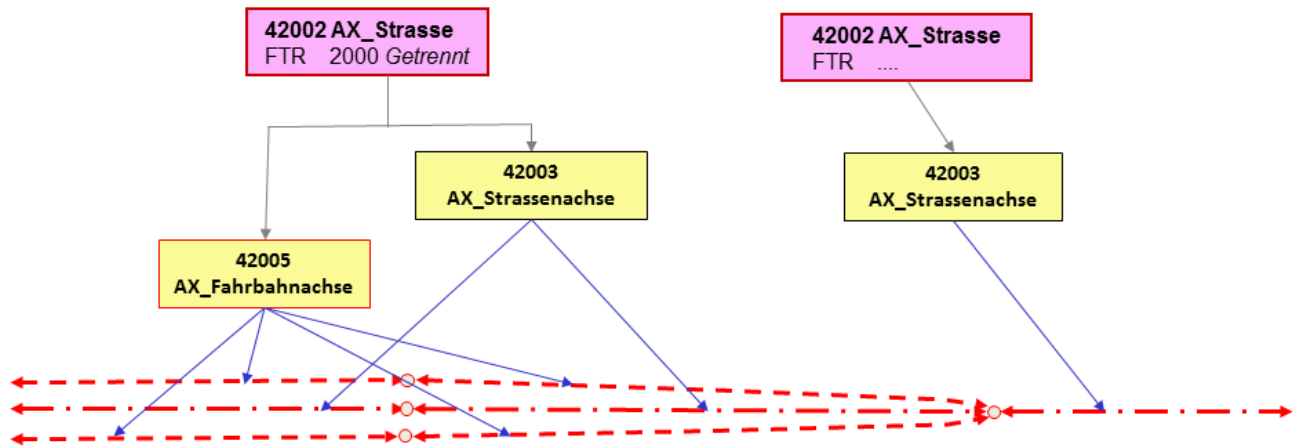 42002 AX_Strasse
FTR 2000 Getrennt
42002 AX_Strasse
FTR ....
42003
AX_Strassenachse
42003
AX_Strassenachse
42005
AX_Fahrbahnachse